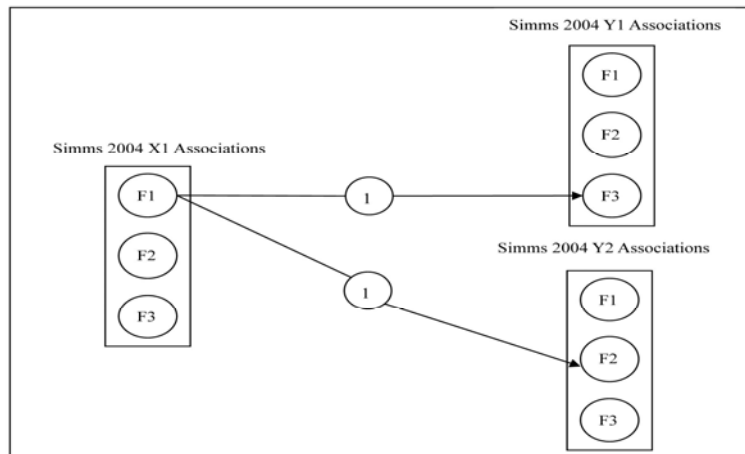 Simms 2004 Y1 Associations
F1
F2
F3
Simms 2004 X1 Associations
F1
F2
F3
1
1
Simms 2004 Y2 Associations
F1
F2
F3